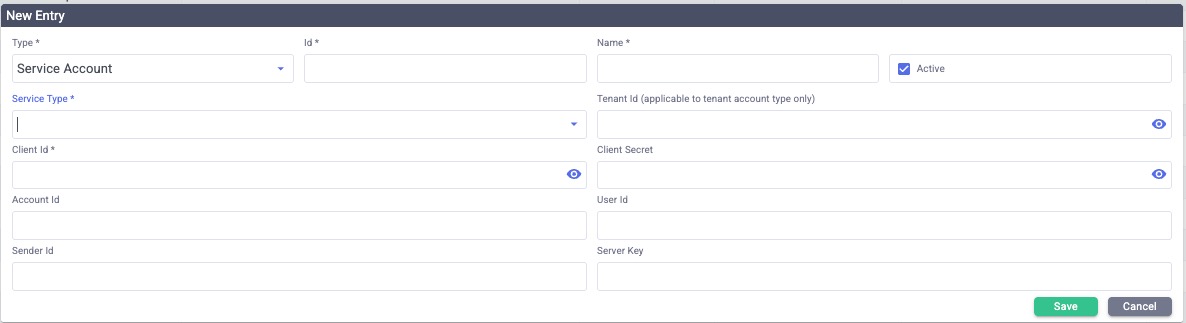 New Entry
Type *
Id *
Name *
Service Account
Active
Service Type *
Tenant Id (applicable to tenant account type only)
Client Id *
Client Secret
Account Id
User Id
Sender Id
Server Key
Save
Cancel